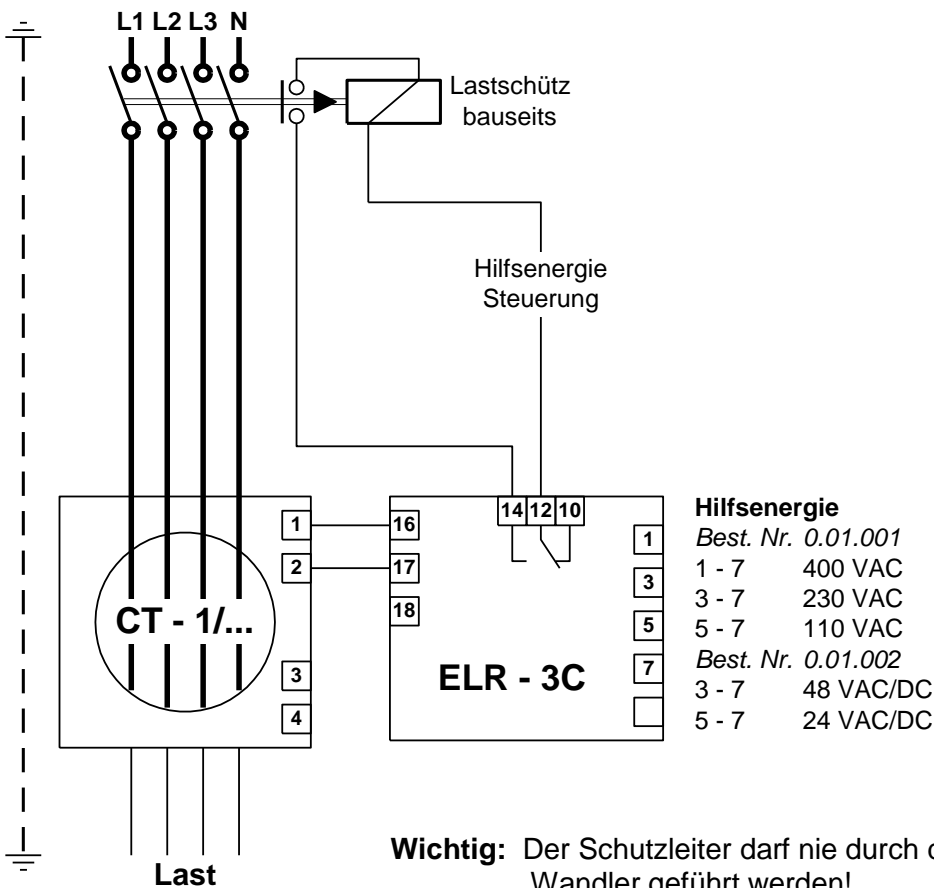 L1 L2 L3 N
Lastschütz
bauseits
Hilfsenergie
Steuerung
14 12 10
1
2
3
4
CT - 1/...
16
17
18
ELR - 3C
1
3
5
7
Hilfsenergie
Best. Nr. 0.01.001
1 - 7 400 VAC
3 - 7 230 VAC
5 - 7 110 VAC
Best. Nr. 0.01.002
3 - 7 48 VAC/DC
5 - 7 24 VAC/DC
Last
Wichtig: Der Schutzleiter darf nie durch
Wandler geführt werden!